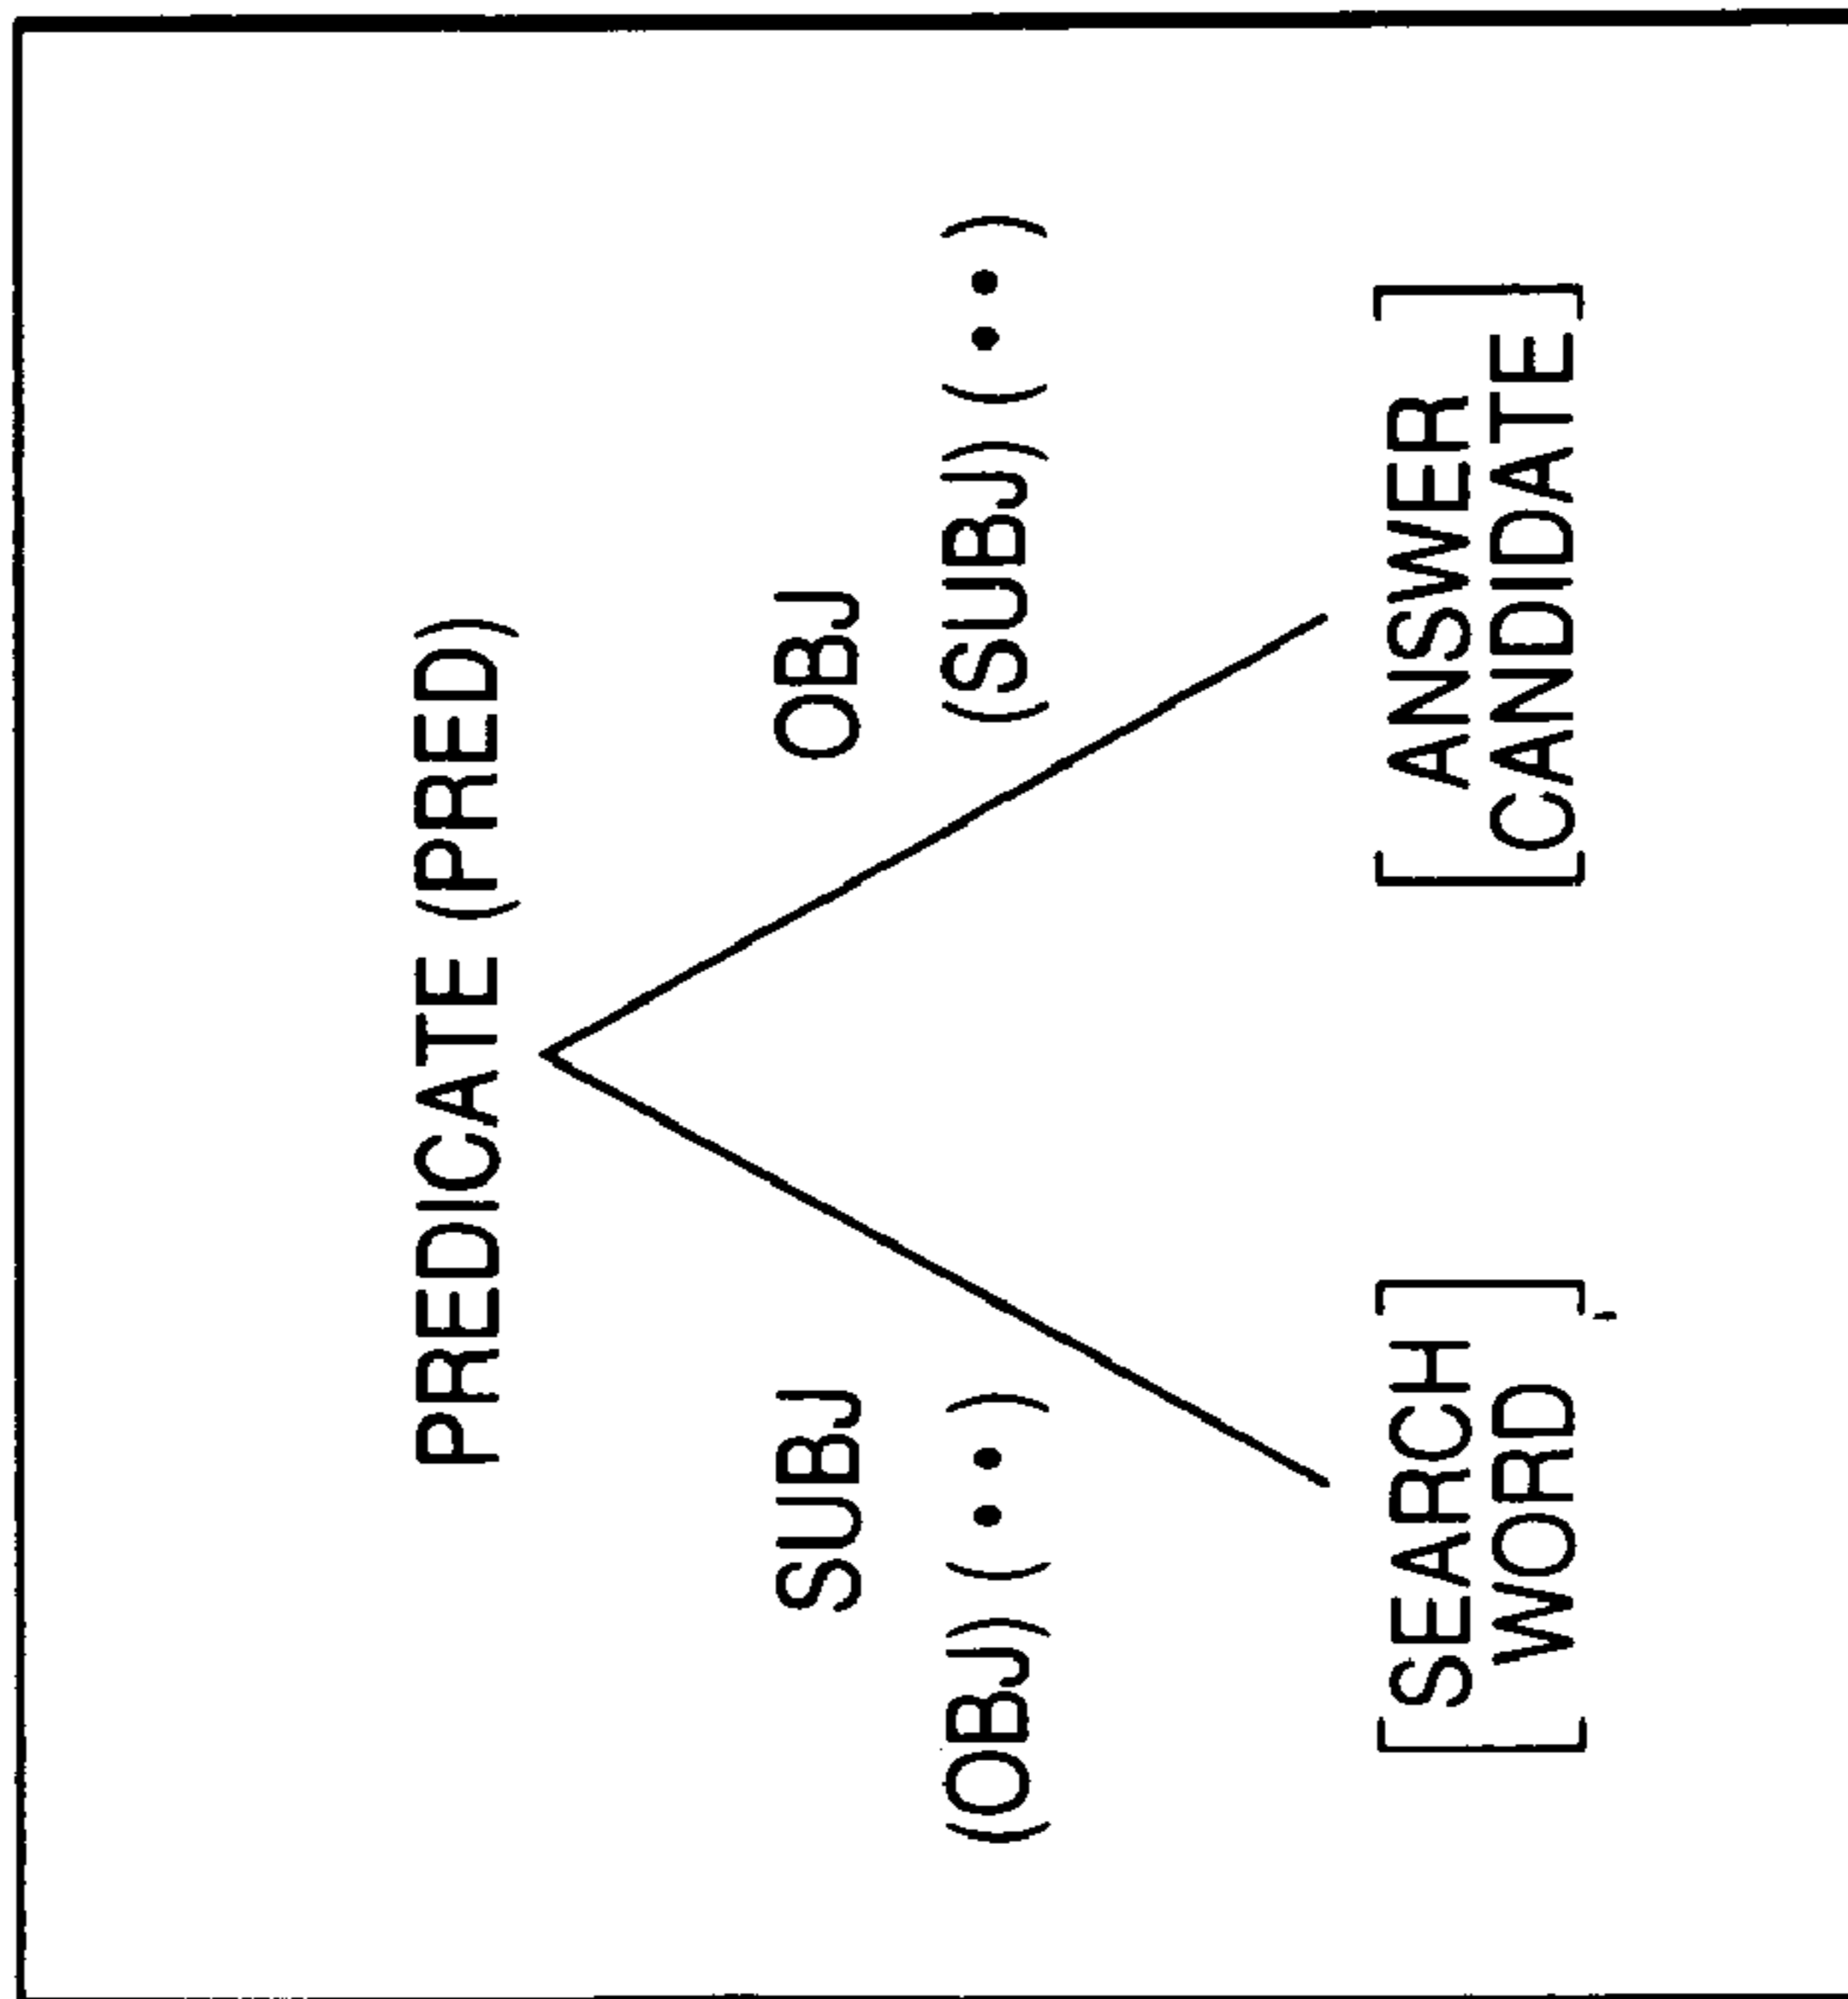 PREDICATE (PRED)
SUBJ
(OBJ) (••)
OBJ
(SUBJ) (••)
[SEARCH
WORD]
[ANSWER
CANDIDATE]